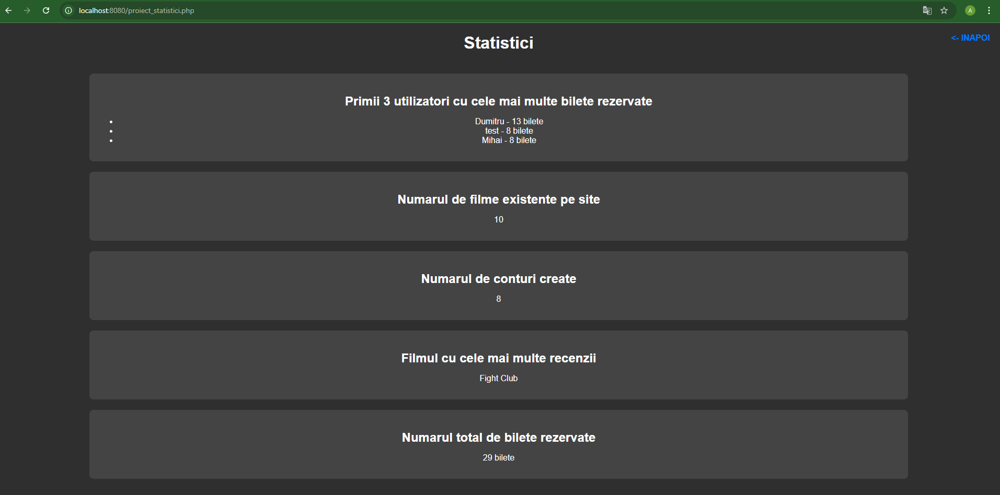 localhost:8080/proiect_statistici.php
A
Statistici
<- INAPOI
Primii 3 utilizatori cu cele mai multe bilete rezervate
Dumitru - 13 bilete
test - 8 bilete
Mihai - 8 bilete
Numarul de filme existente pe site
10
Numarul de conturi create
8
Filmul cu cele mai multe recenzii
Fight Club
Numarul total de bilete rezervate
29 bilete